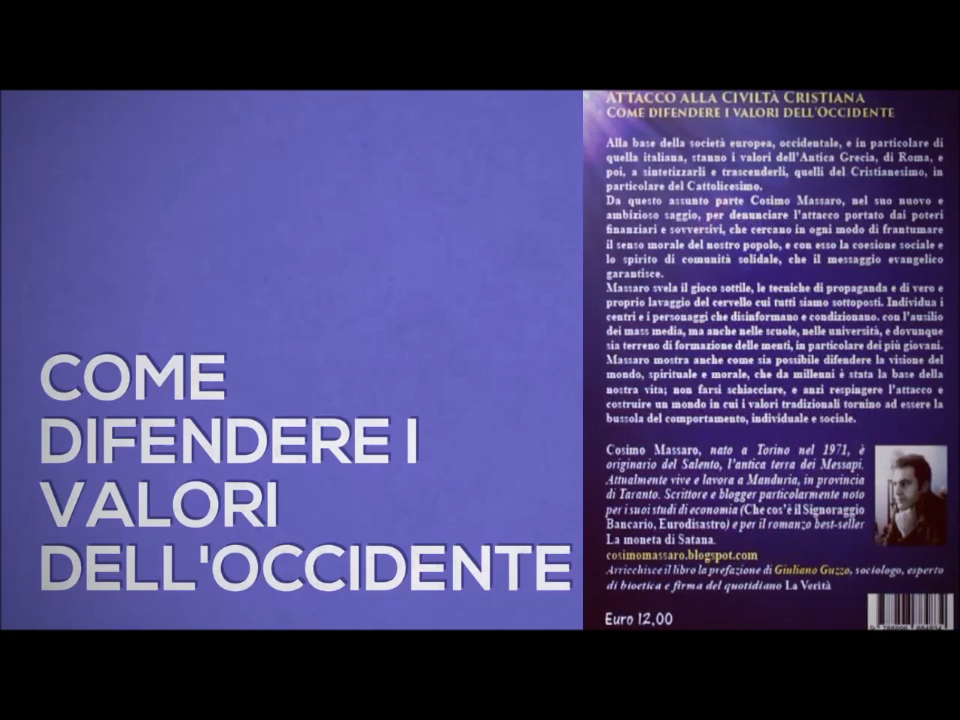 COME
DIFENDERE I
VALORI
DELL'OCCIDENTE
ATTACCO ALLA CIVILTÀ CRISTIANA
COME DIFENDERE I VALORI DELL'OCCIDENTE
Alla base della società europea, occidentale, e in particolare di
quella italiana, stanno i valori dell'Antica Grecia, di Roma, e
poi, a sintetizzarli e trascenderli, quelli del Cristianesimo, in
particolare del Cattolicesimo.
Da questo assunto parte Cosimo Massaro, nel suo nuovo e
ambizioso saggio, per denunciare l'attacco portato dai poteri
finanziari e sovversivi, che cercano in ogni modo di frantumare
il senso morale del nostro popolo, e con esso la coesione sociale e
lo spirito di comunità solidale, che il messaggio evangelico
garantisce.
Massaro svela il gioco sottile, le tecniche di propaganda e di vero e
proprio lavaggio del cervello cui tutti siamo sottoposti. Individua i
centri e i personaggi che disinformano e condizionano. con l'ausilio
dei mass media, ma anche nelle scuole, nelle università, e dovunque
sia terreno di formazione delle menti, in particolare dei più giovani.
Massaro mostra anche come sia possibile difendere la visione del
mondo, spirituale e morale, che da millenni è stata la base della
nostra vita; non farsi schiacciare, e anzi respingere l'attacco e
costruire un mondo in cui i valori tradizionali tornino ad essere la
bussola del comportamento, individuale e sociale.
Cosimo Massaro, nato a Torino nel 1971, è
originario del Salento, l'antica terra dei Messapi.
Attualmente vive e lavora a Manduria, in provincia
di Taranto. Scrittore e blogger particolarmente noto
per i suoi studi di economia (Che cos'è il Signoraggio
Bancario, Eurodisastro) e per il romanzo best-seller
La moneta di Satana.
cosimomassaro.blogspot.com
Arricchisce il libro la prefazione di Giuliano Guzzo, sociologo, esperto
di bioetica e firma del quotidiano La Verità
Euro 12,00